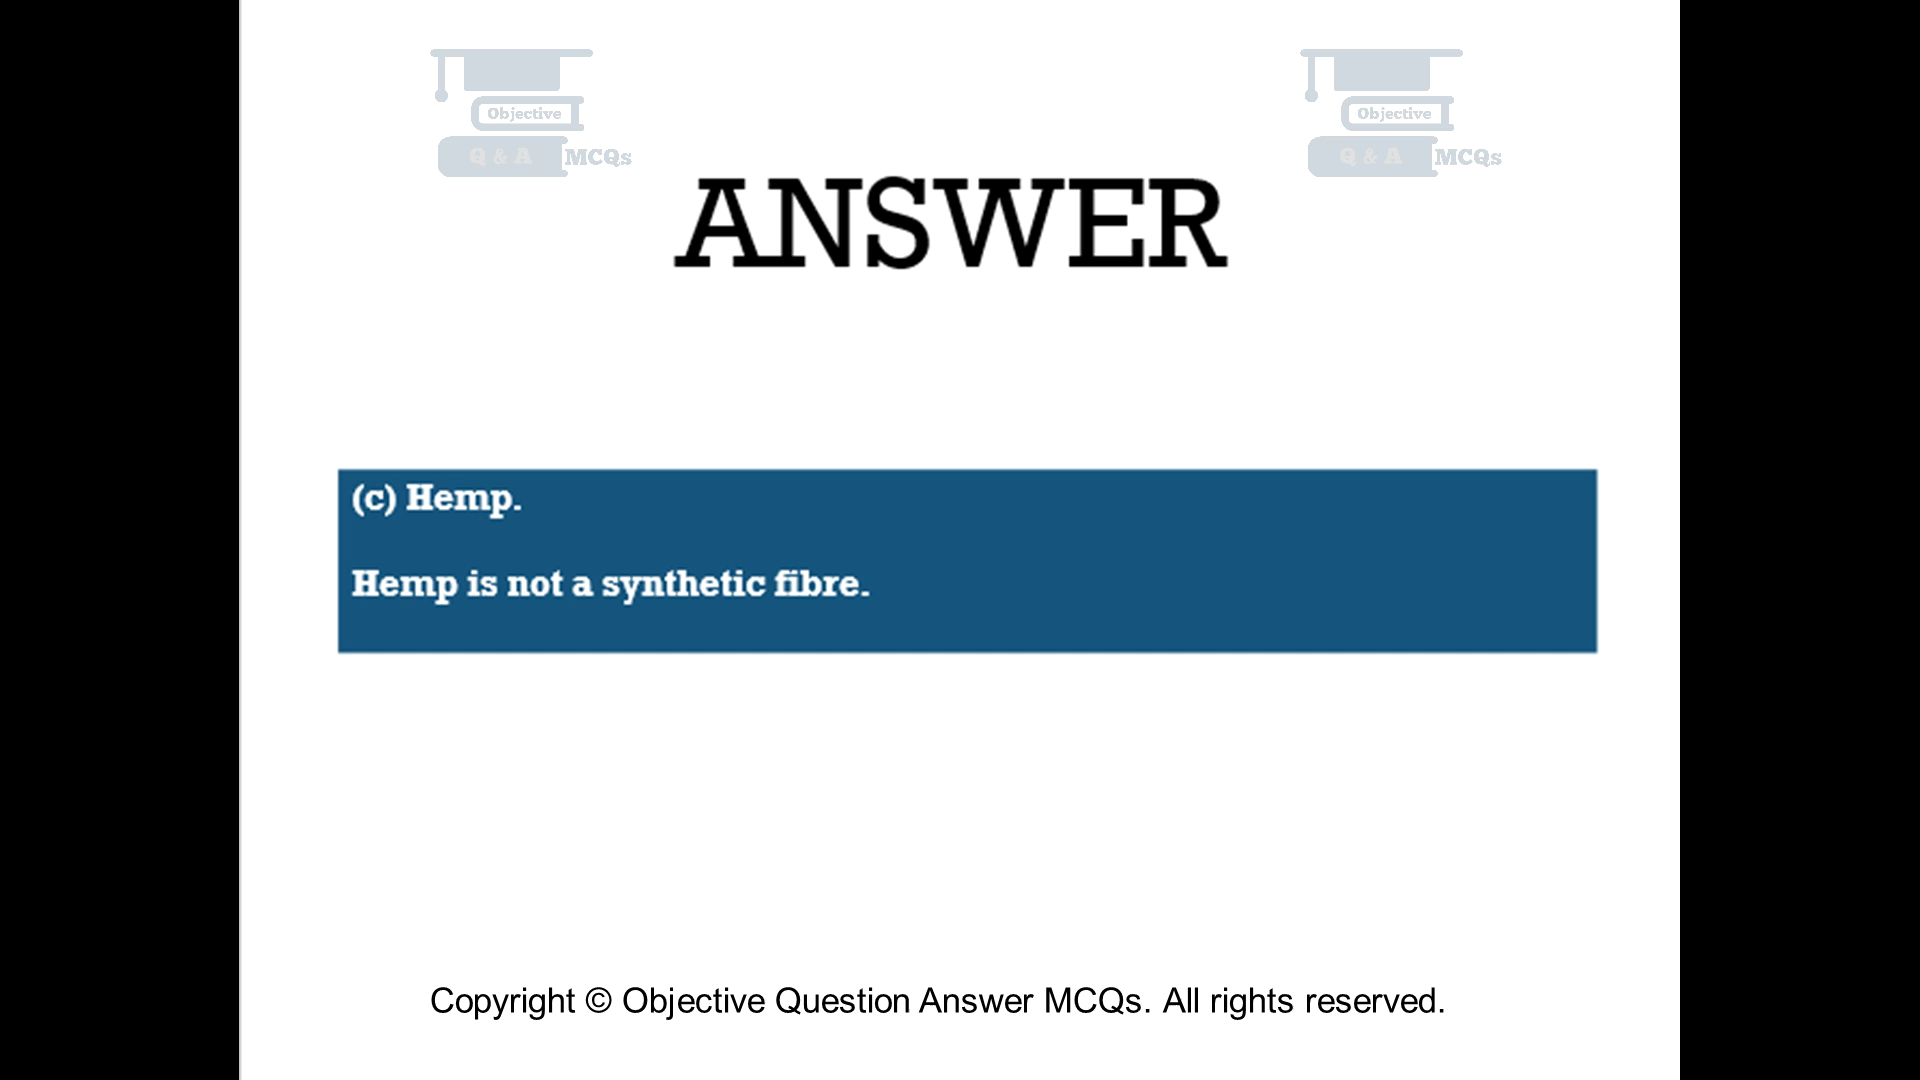 Objective
Q & A MCQs
Objective
Q & A MCQs
ANSWER
(c) Hemp.
Hemp is not a synthetic fibre.
Copyright © Objective Question Answer MCQs. All rights reserved.